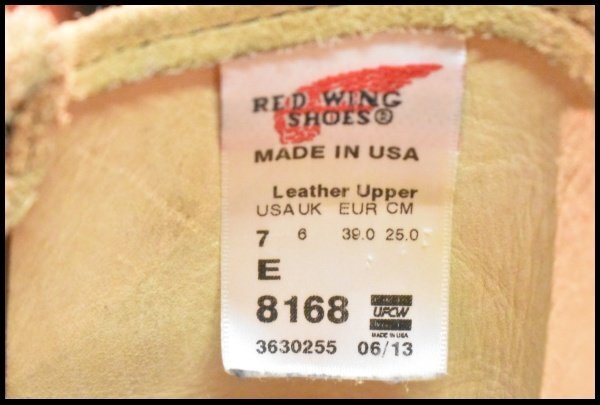 RED WING
SHOES®
MADE IN USA
Leather Upper
USA UK EUR CM
7 6 39.0 25.0
E
8168 UFCW
MADE IN USA
3630255 06/13